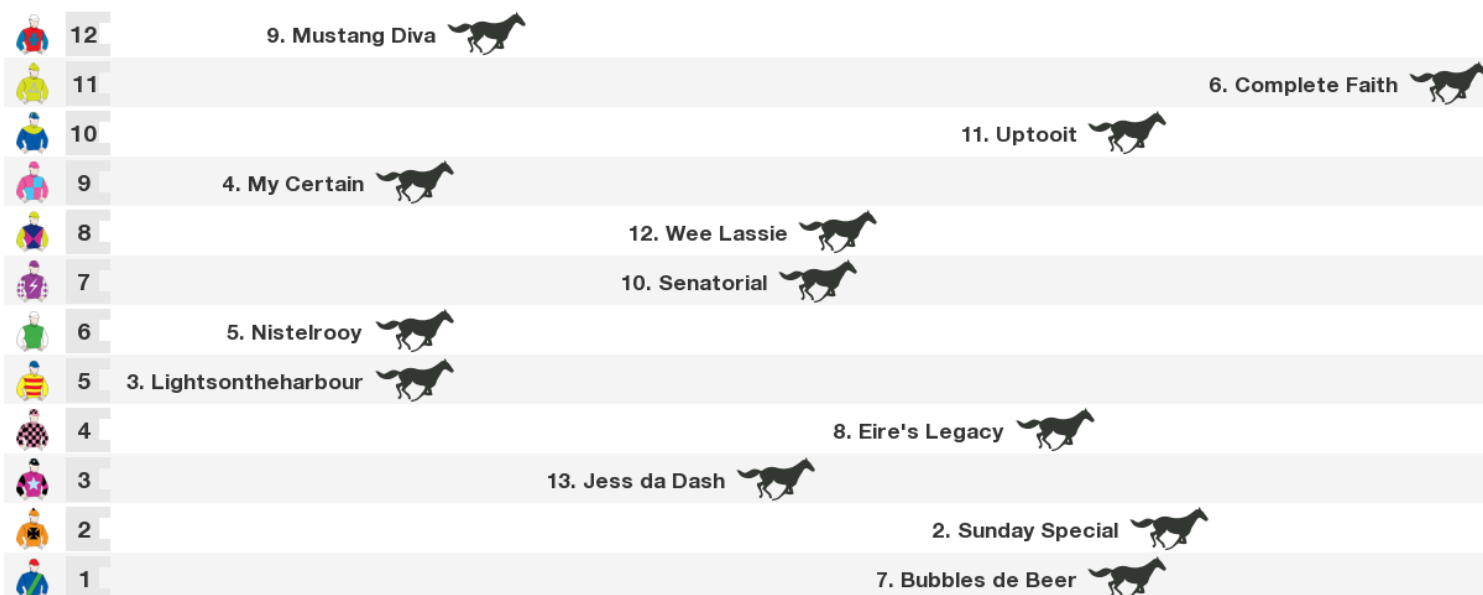 12 9. Mustang Diva
11 6. Complete Faith
10 11. Uptooit
9 4. My Certain
8 12. Wee Lassie
7 10. Senatorial
6 5. Nistelrooy
5 3. Lightsontheharbour
4 8. Eire's Legacy
3 13. Jess da Dash
2 2. Sunday Special
1 7. Bubbles de Beer